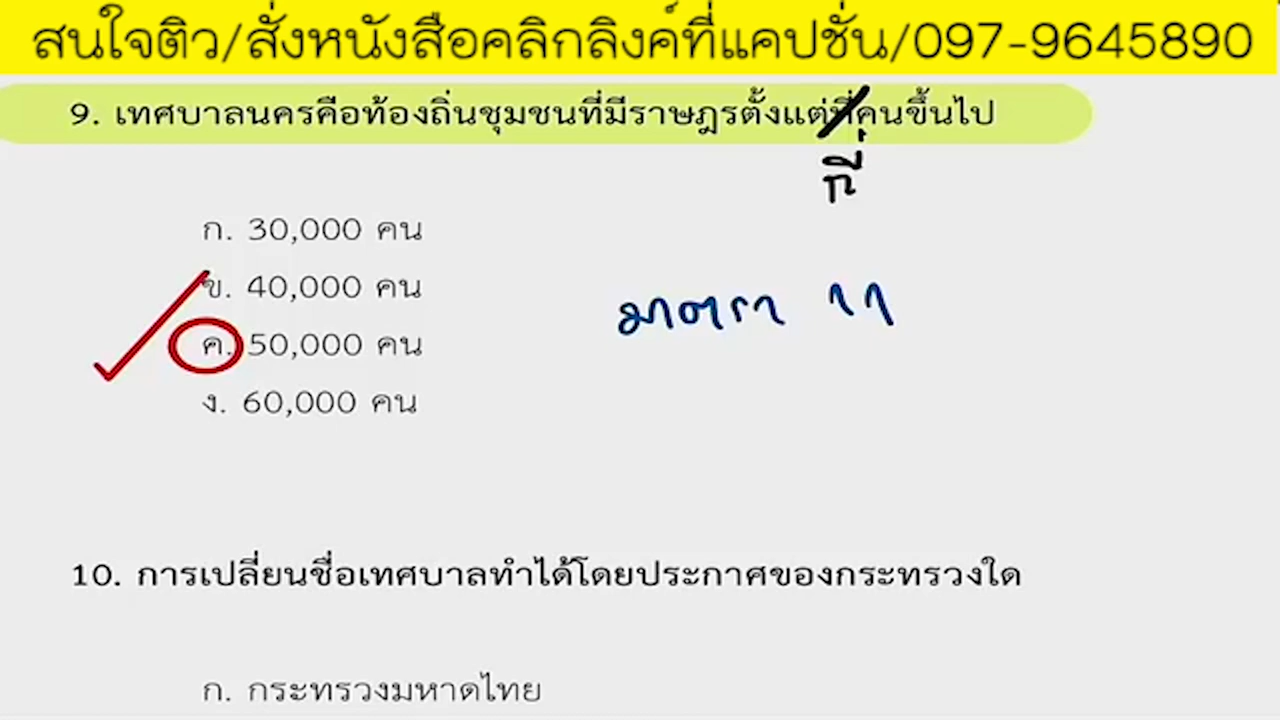 สนใจติว/สั่งหนังสือคลิกลิงค์ที่แคปชั่น/097-9645890
9. เทศบาลนครคือท้องถิ่นชุมชนที่มีราษฎรตั้งแต่ที่คนขึ้นไป
กี่
ก. 30,000 คน
ข. 40,000 คน
ค. 50,000 คน
ง. 60,000 คน
มาตรา 11
10. การเปลี่ยนชื่อเทศบาลทำได้โดยประกาศของกระทรวงใด
ก. กระทรวงมหาดไทย